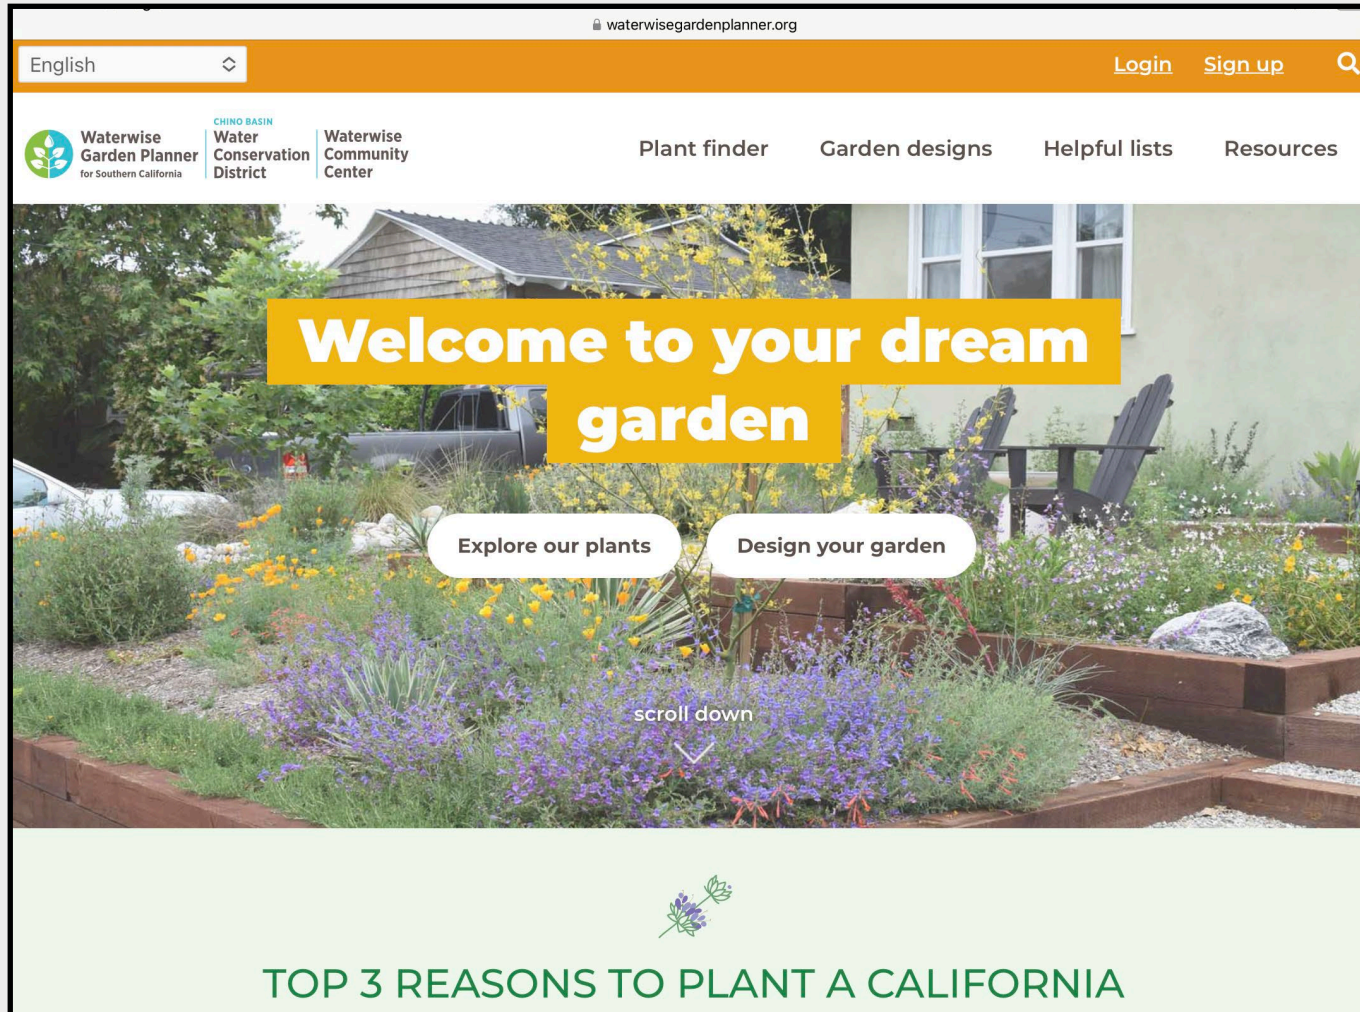 waterwisegardenplanner.org
English
Login Sign up
Waterwise
Garden Planner
for Southern California
CHINO BASIN
Water
Conservation
District
Waterwise
Community
Center
Plant finder Garden designs Helpful lists Resources
Welcome to your dream
garden
Explore our plants Design your garden
scroll down
TOP 3 REASONS TO PLANT A CALIFORNIA